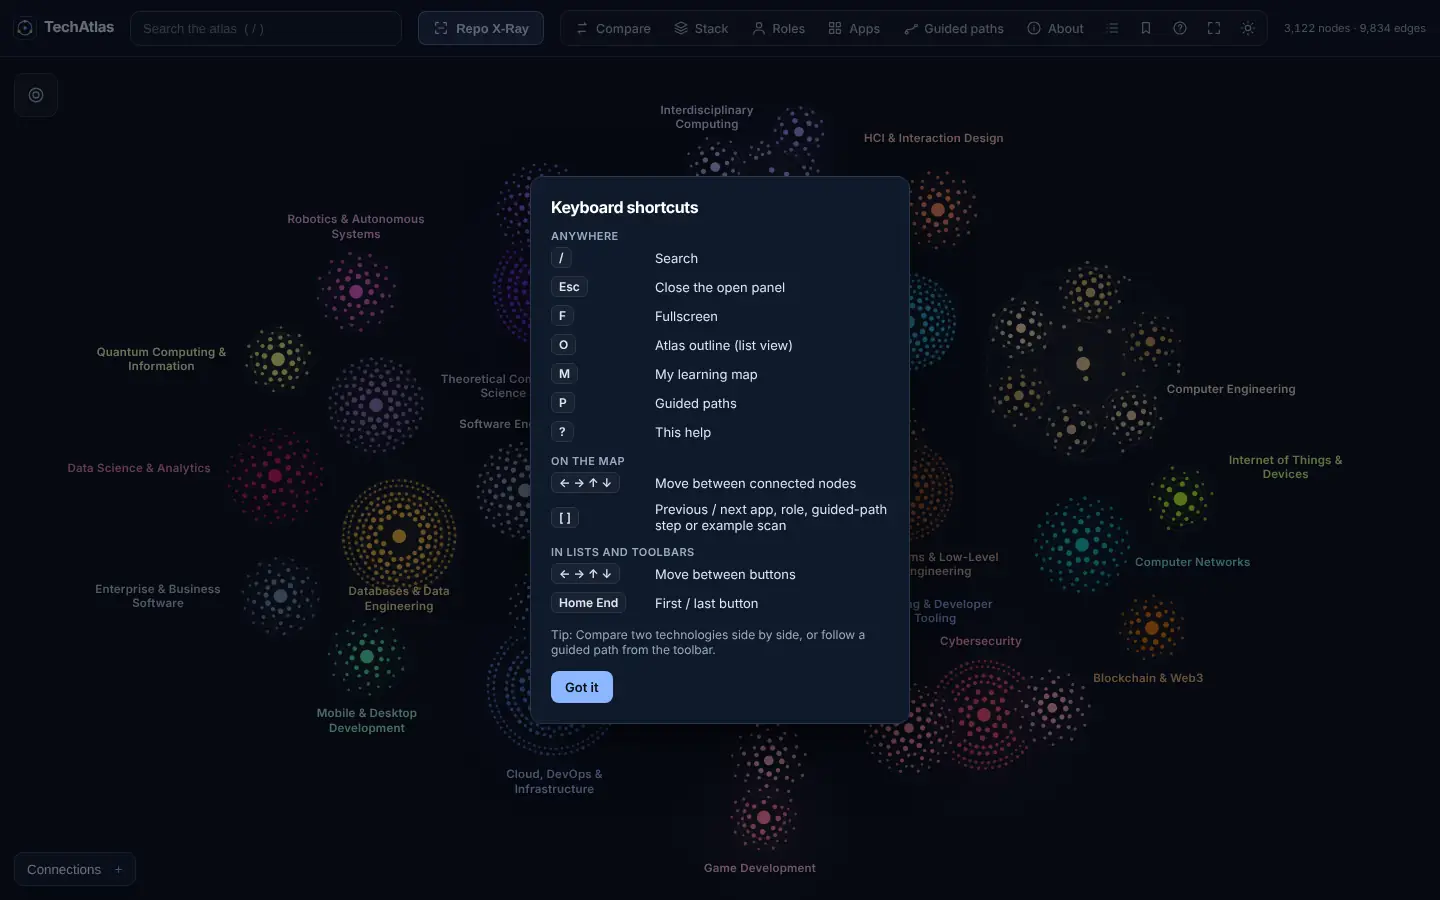 TechAtlas
Search the atlas ( / )
Repo X-Ray
Compare
Stack
Roles
Apps
Guided paths
About
3,122 nodes · 9,834 edges
Interdisciplinary
Computing
HCI & Interaction Design
Robotics & Autonomous
Systems
Quantum Computing &
Information
Theoretical Com
Science
Software En
Data Science & Analytics
Computer Engineering
Internet of Things &
Devices
Enterprise & Business
Software
Databases & Data
Engineering
ms & Low-Level
ngineering
Computer Networks
g & Developer
Tooling
Cybersecurity
Blockchain & Web3
Mobile & Desktop
Development
Cloud, DevOps &
Infrastructure
Game Development
Connections +
Keyboard shortcuts
ANYWHERE
/ Search
Esc Close the open panel
F Fullscreen
O Atlas outline (list view)
M My learning map
P Guided paths
? This help
ON THE MAP
← → ↑ ↓ Move between connected nodes
[ ] Previous / next app, role, guided-path
step or example scan
IN LISTS AND TOOLBARS
← → ↑ ↓ Move between buttons
Home End First / last button
Tip: Compare two technologies side by side, or follow a
guided path from the toolbar.
Got it